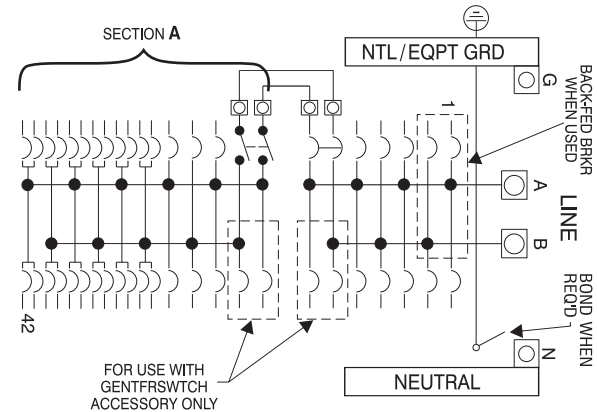 SECTION A
NTL/EQPT GRD
G
BACK-FED BRKR
WHEN USED
1
A
LINE
B
BOND WHEN
REQ'D
N
42
FOR USE WITH
GENTFRSWTCH
ACCESSORY ONLY
NEUTRAL